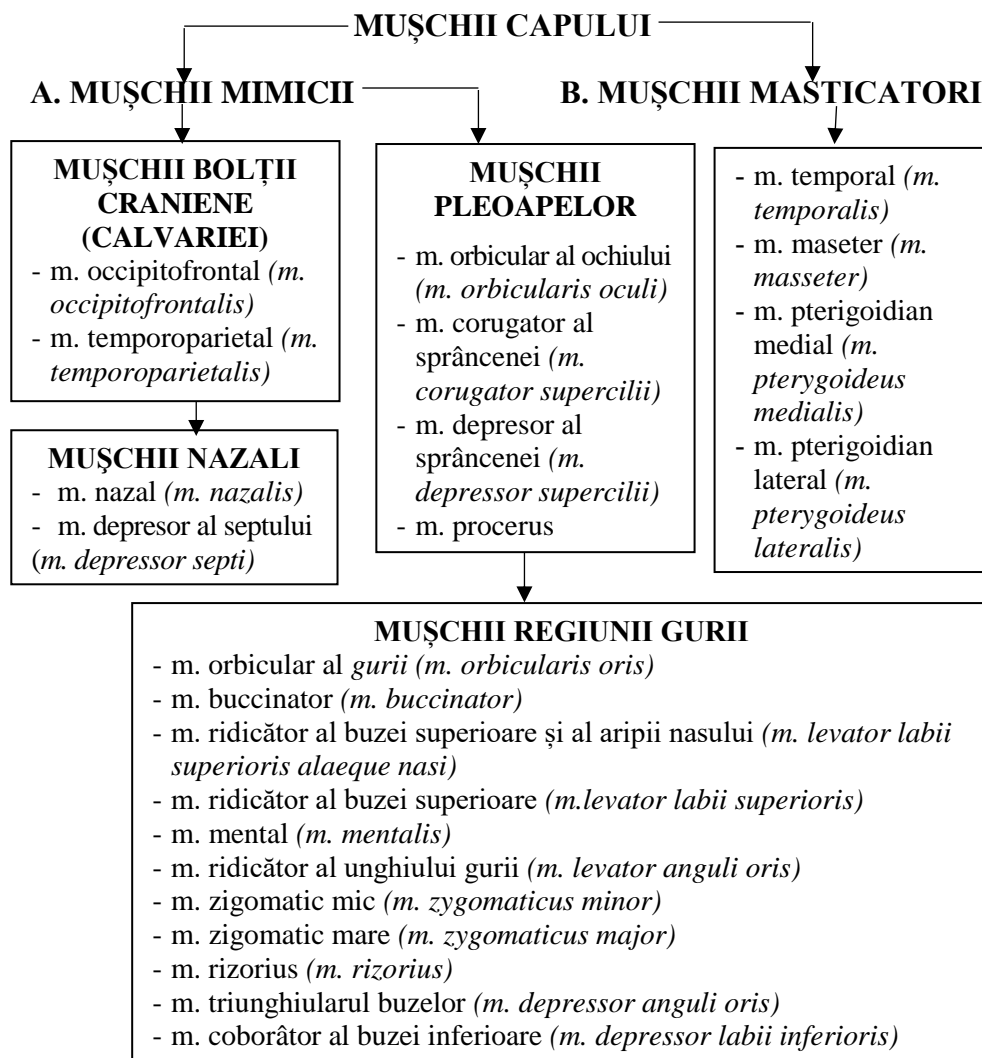 MUȘCHII CAPULUI
A. MUȘCHII MIMICII
B. MUȘCHII MASTICATORI
MUȘCHII BOLȚII
CRANIENE
(CALVARIEI)
- m. occipitofrontal (m.
occipitofrontalis)
- m. temporoparietal (m.
temporoparietalis)
MUŞCHII NAZALI
- m. nazal (m. nazalis)
- m. depresor al septului
(m. depressor septi)
MUȘCHII
PLEOAPELOR
- m. orbicular al ochiului
(m. orbicularis oculi)
- m. corugator al
sprâncenei (m.
corugator supercilii)
- m. depresor al
sprâncenei (m.
depressor supercilii)
- m. procerus
- m. temporal (m.
temporalis)
- m. maseter (m.
masseter)
- m. pterigoidian
medial (m.
pterygoideus
medialis)
- m. pterigoidian
lateral (m.
pterygoideus
lateralis)
MUȘCHII REGIUNII GURII
- m. orbicular al gurii (m. orbicularis oris)
- m. buccinator (m. buccinator)
- m. ridicător al buzei superioare și al aripii nasului (m. levator labii
superioris alaeque nasi)
- m. ridicător al buzei superioare (m.levator labii superioris)
- m. mental (m. mentalis)
- m. ridicător al unghiului gurii (m. levator anguli oris)
- m. zigomatic mic (m. zygomaticus minor)
- m. zigomatic mare (m. zygomaticus major)
- m. rizorius (m. rizorius)
- m. triunghiularul buzelor (m. depressor anguli oris)
- m. coborâtor al buzei inferioare (m. depressor labii inferioris)